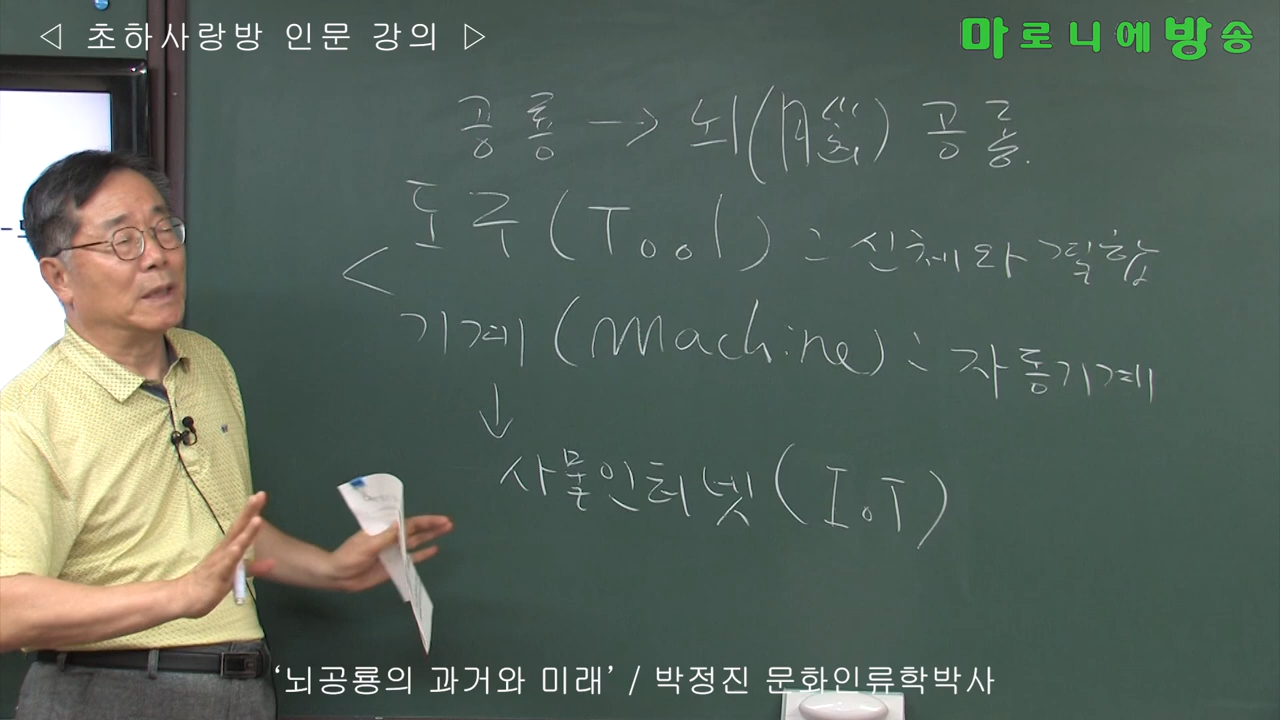 ◁ 초하사랑방 인문 강의 ▷
마로니에방송
공룡 → 뇌(腦) 공룡.
도구(Tool) : 신체와 결합
<
기계(Machine) : 자동기계
↓
사물인터넷(IoT)
‘뇌공룡의 과거와 미래’ / 박정진 문화인류학박사